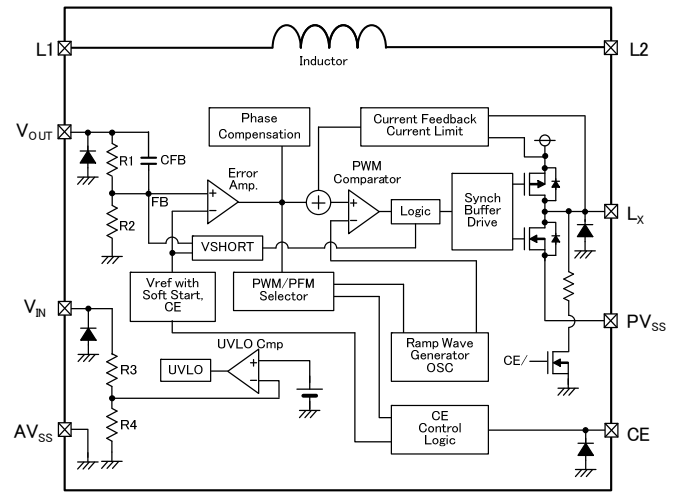 L1
L2
Inductor
VOUT
R1
CFB
R2
FB
Phase
Compensation
Error
Amp.
+
−
+
Current Feedback
Current Limit
PWM
Comparator
+
−
Logic
Synch
Buffer
Drive
LX
VSHORT
Vref with
Soft Start,
CE
PWM/PFM
Selector
VIN
R3
R4
UVLO Cmp
UVLO
+
−
Ramp Wave
Generator
OSC
PVSS
CE/
AVSS
CE
Control
Logic
CE